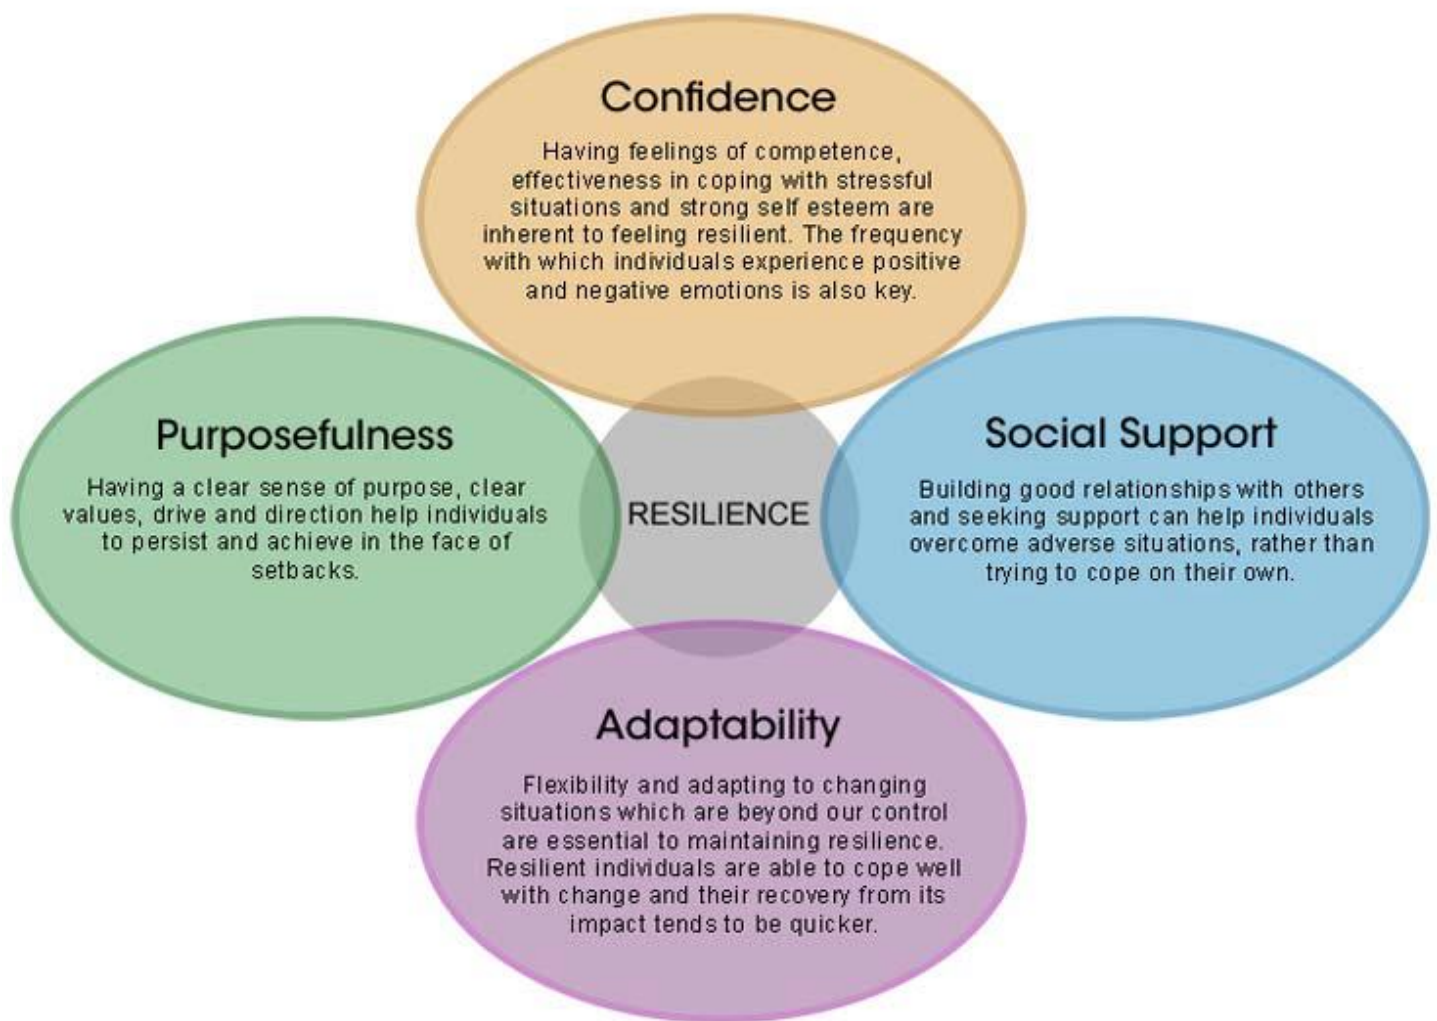 Confidence
Having feelings of competence,
effectiveness in coping with stressful
situations and strong self esteem are
inherent to feeling resilient. The frequency
with which individuals experience positive
and negative emotions is also key.
Purposefulness
Having a clear sense of purpose, clear
values, drive and direction help individuals
to persist and achieve in the face of
setbacks.
RESILIENCE
Social Support
Building good relationships with others
and seeking support can help individuals
overcome adverse situations, rather than
trying to cope on their own.
Adaptability
Flexibility and adapting to changing
situations which are beyond our control
are essential to maintaining resilience.
Resilient individuals are able to cope well
with change and their recovery from its
impact tends to be quicker.